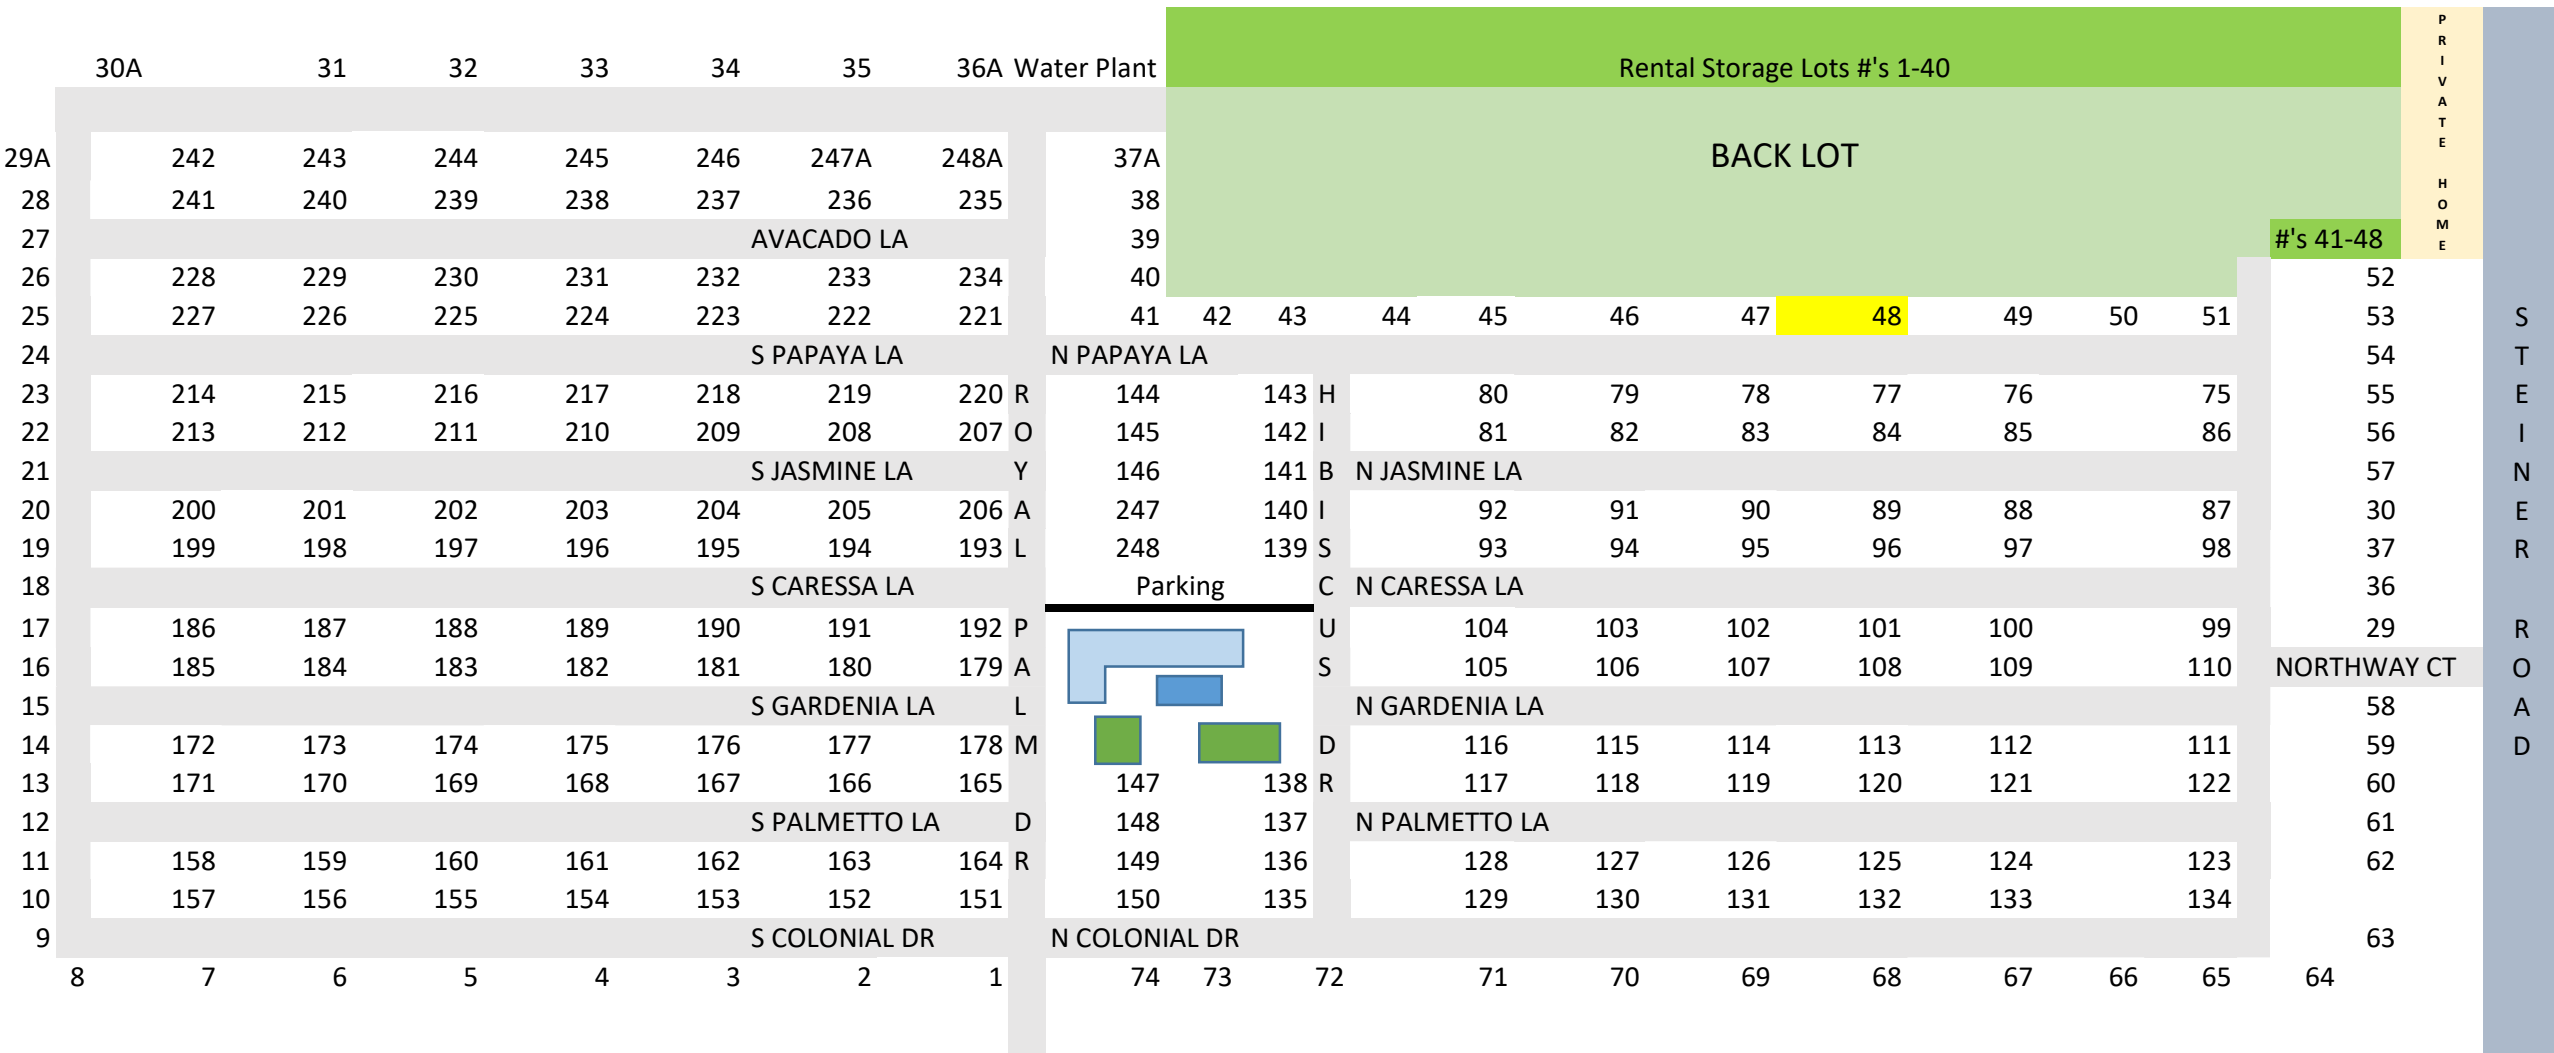 30A 31 32 33 34 35 36A Water Plant Rental Storage Lots #'s 1-40
PRIVATE HOME
29A 242 243 244 245 246 247A 248A 37A BACK LOT
28 241 240 239 238 237 236 235 38
27 AVACADO LA 39 #'s 41-48
26 228 229 230 231 232 233 234 40 52
25 227 226 225 224 223 222 221 41 42 43 44 45 46 47 48 49 50 51 53
24 S PAPAYA LA N PAPAYA LA 54
23 214 215 216 217 218 219 220 144 143 80 79 78 77 76 75 55
22 213 212 211 210 209 208 207 145 142 81 82 83 84 85 86 56
21 S JASMINE LA 146 141 N JASMINE LA 57
20 200 201 202 203 204 205 206 247 140 92 91 90 89 88 87 30
19 199 198 197 196 195 194 193 248 139 93 94 95 96 97 98 37
18 S CARESSA LA Parking N CARESSA LA 36
17 186 187 188 189 190 191 192 104 103 102 101 100 99 29
16 185 184 183 182 181 180 179 105 106 107 108 109 110 NORTHWAY CT
15 S GARDENIA LA N GARDENIA LA 58
14 172 173 174 175 176 177 178 116 115 114 113 112 111 59
13 171 170 169 168 167 166 165 147 138 117 118 119 120 121 122 60
12 S PALMETTO LA 148 137 N PALMETTO LA 61
11 158 159 160 161 162 163 164 149 136 128 127 126 125 124 123 62
10 157 156 155 154 153 152 151 150 135 129 130 131 132 133 134
9 S COLONIAL DR N COLONIAL DR 63
8 7 6 5 4 3 2 1 74 73 72 71 70 69 68 67 66 65 64
ROYAL PALM DR
HIBISCUS DR
STEINER ROAD